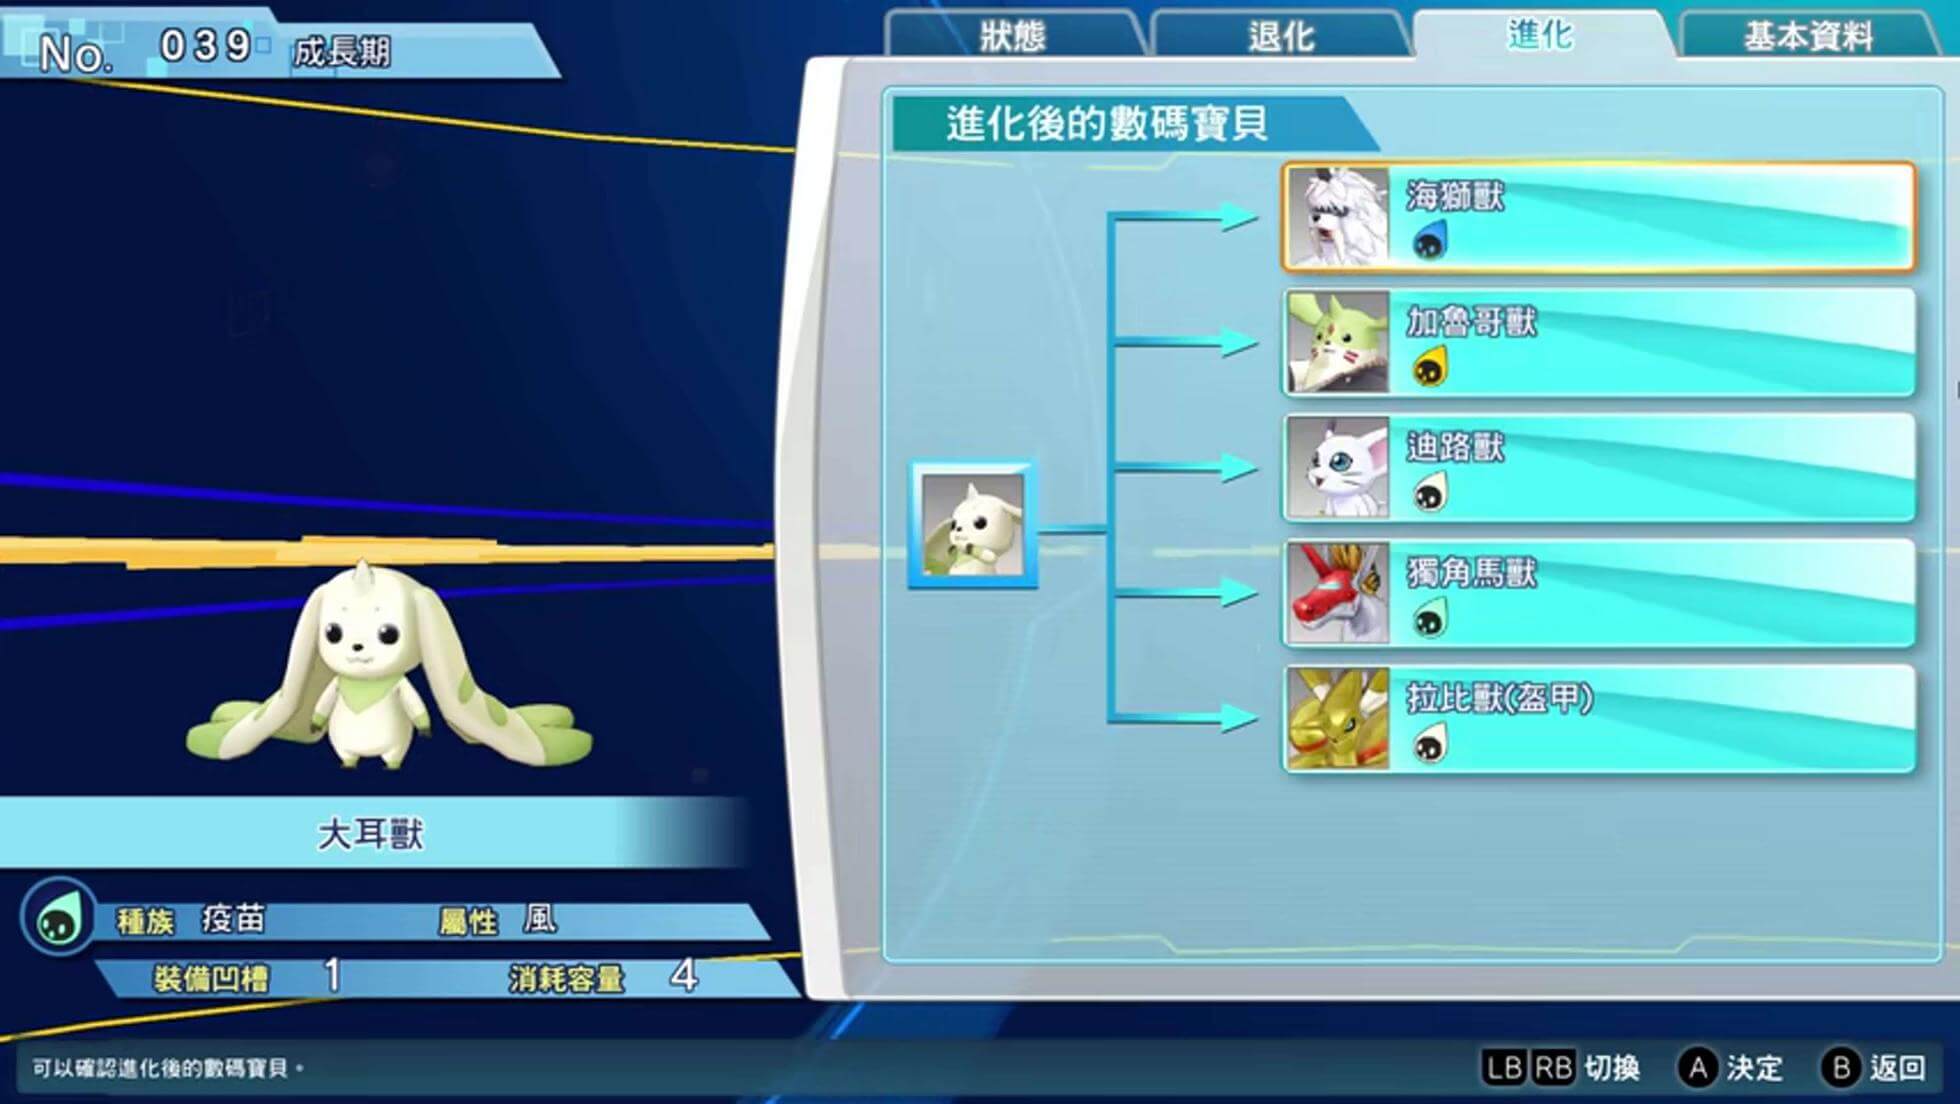 No. 039 成長期
狀態 退化 進化 基本資料
進化後的數碼寶貝
海獅獸
加魯哥獸
迪路獸
獨角馬獸
拉比獸(盔甲)
大耳獸
種族 疫苗 屬性 風
裝備凹槽 1 消耗容量 4
可以確認進化後的數碼寶貝。
LB RB 切換 A 決定 B 返回